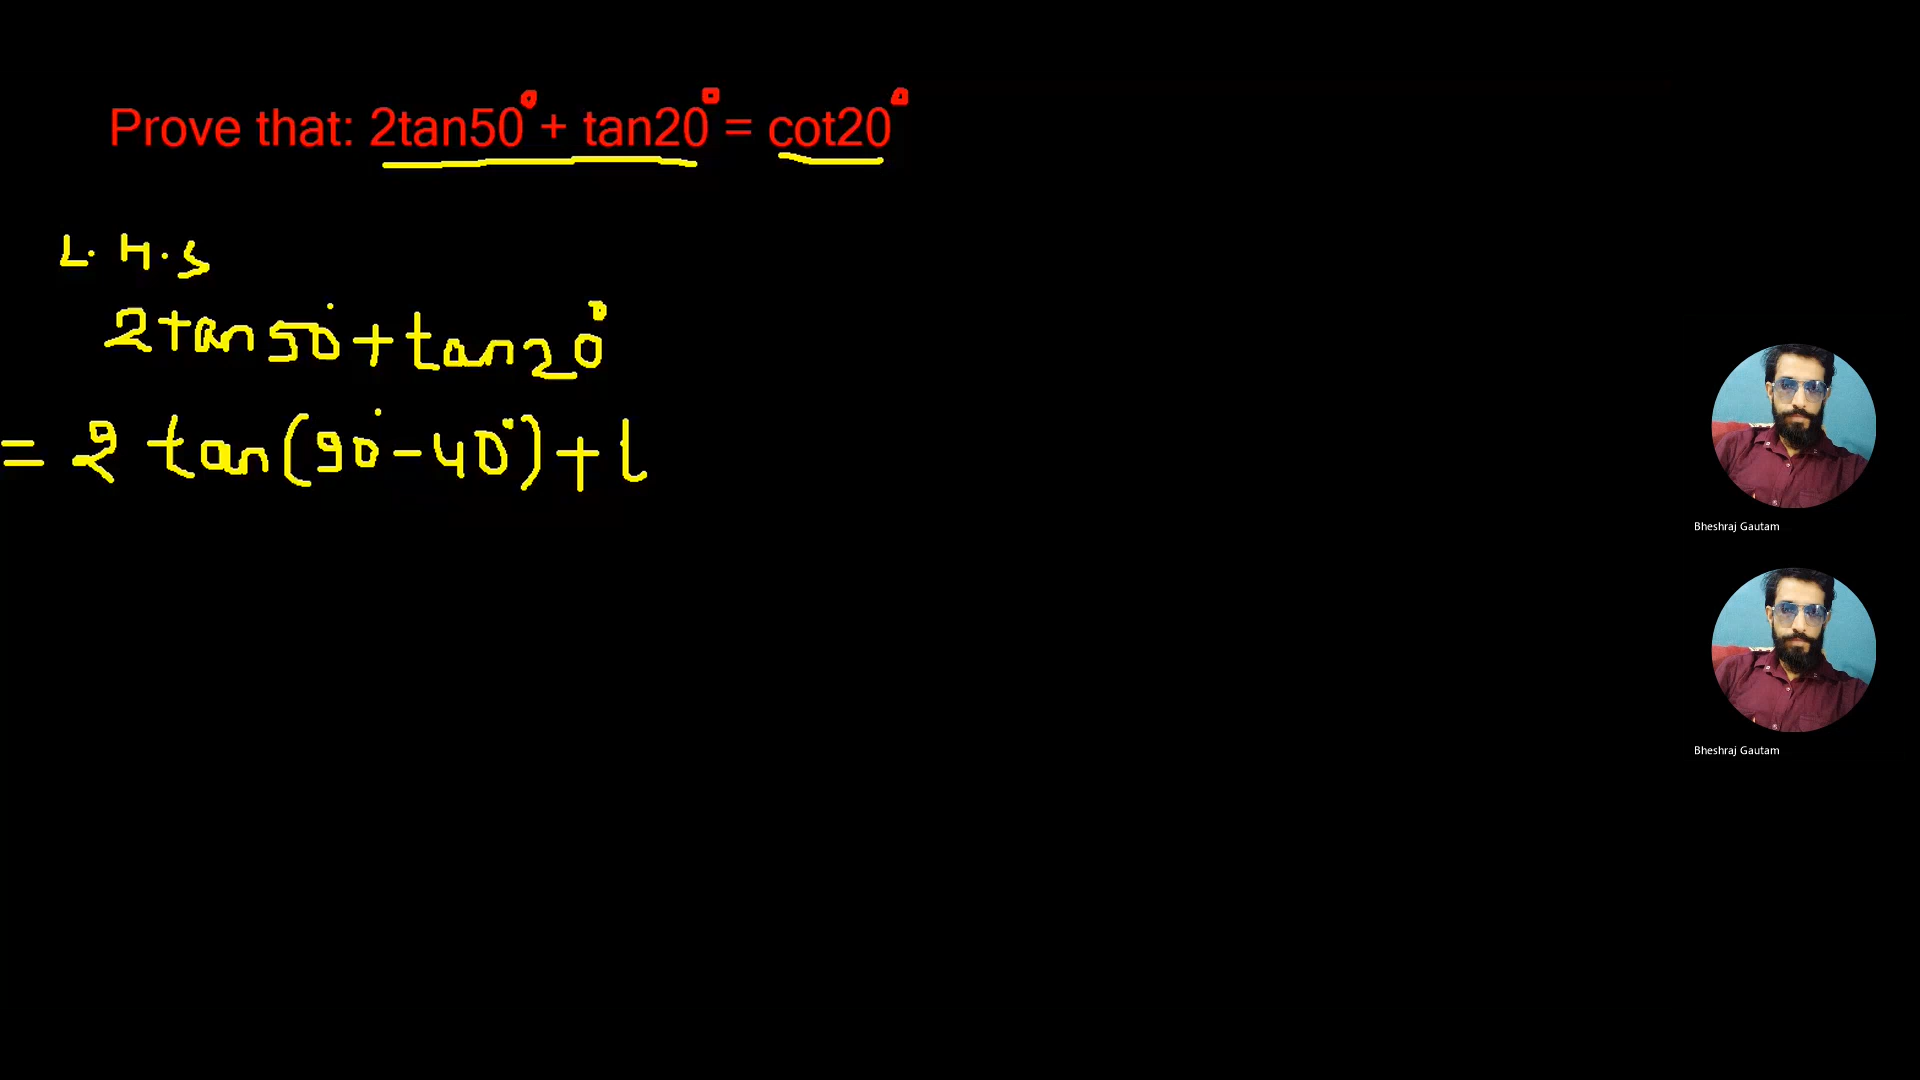 Prove that: 2tan50° + tan20° = cot20°
L.H.S
2tan50° + tan20°
= 2 tan(90° - 40°) + t
Bheshraj Gautam
Bheshraj Gautam